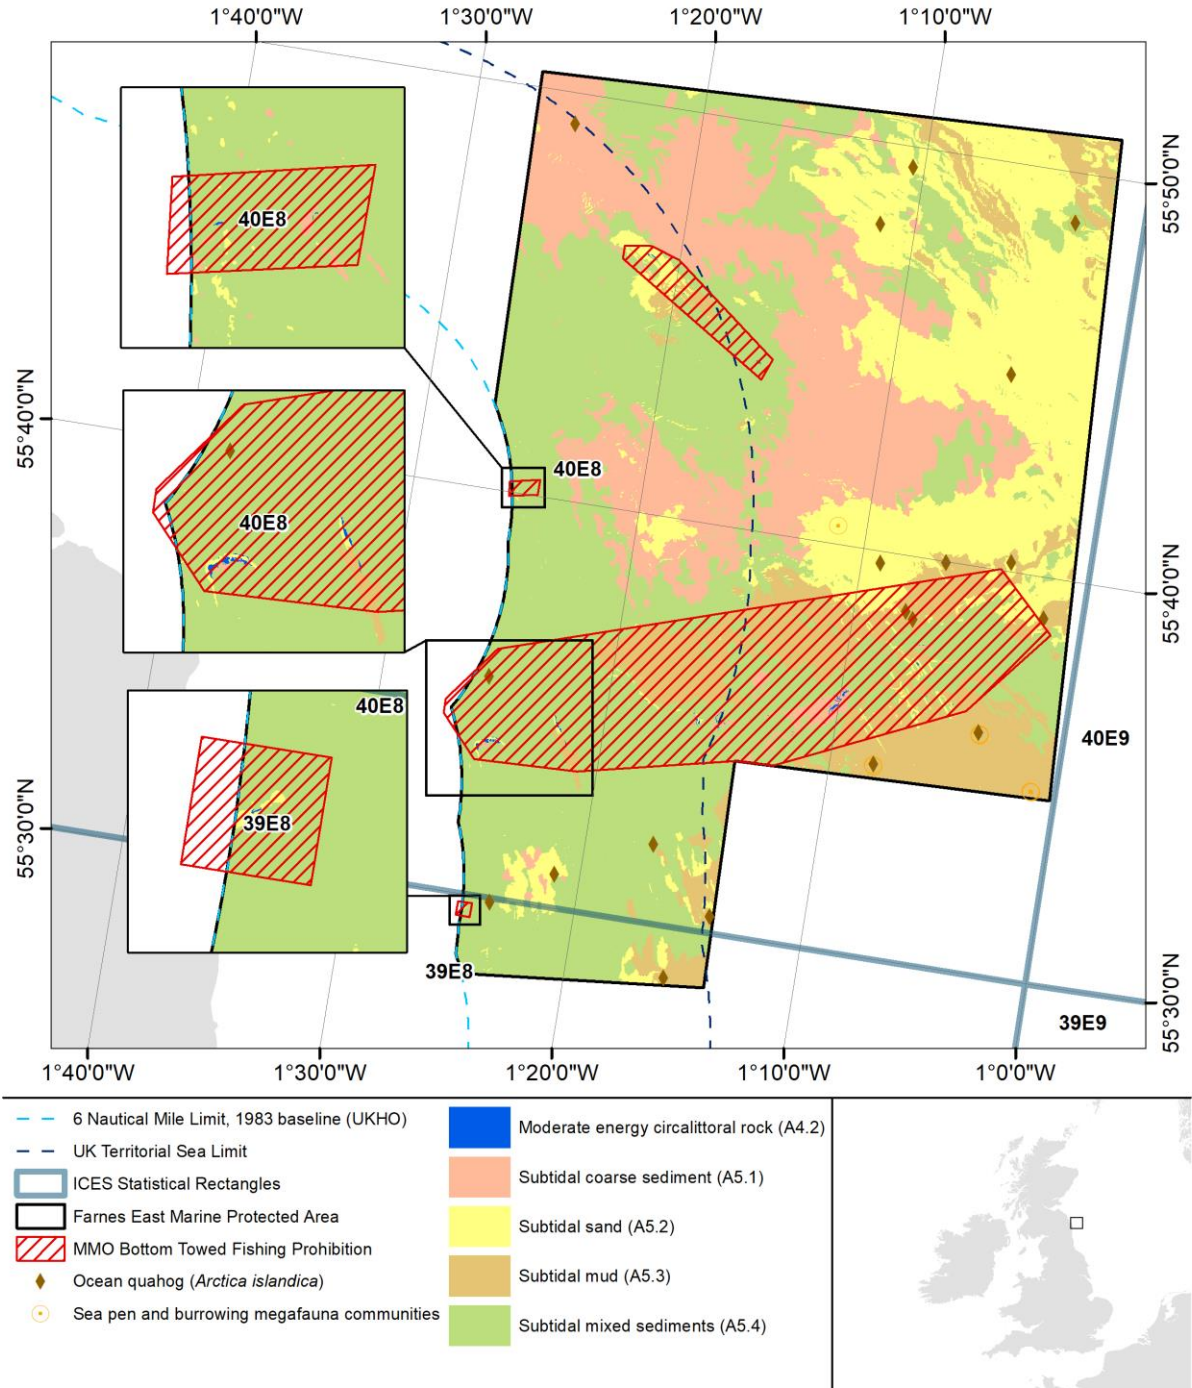 1°40'0"W 1°30'0"W 1°20'0"W 1°10'0"W
55°50'0"N
40E8
55°40'0"N
40E8
40E8
55°40'0"N
40E8
40E9
39E8
55°30'0"N
39E8
39E9
55°30'0"N
1°40'0"W 1°30'0"W 1°20'0"W 1°10'0"W 1°0'0"W
6 Nautical Mile Limit, 1983 baseline (UKHO)
UK Territorial Sea Limit
ICES Statistical Rectangles
Farnes East Marine Protected Area
MMO Bottom Towed Fishing Prohibition
Ocean quahog (Arctica islandica)
Sea pen and burrowing megafauna communities
Moderate energy circalittoral rock (A4.2)
Subtidal coarse sediment (A5.1)
Subtidal sand (A5.2)
Subtidal mud (A5.3)
Subtidal mixed sediments (A5.4)